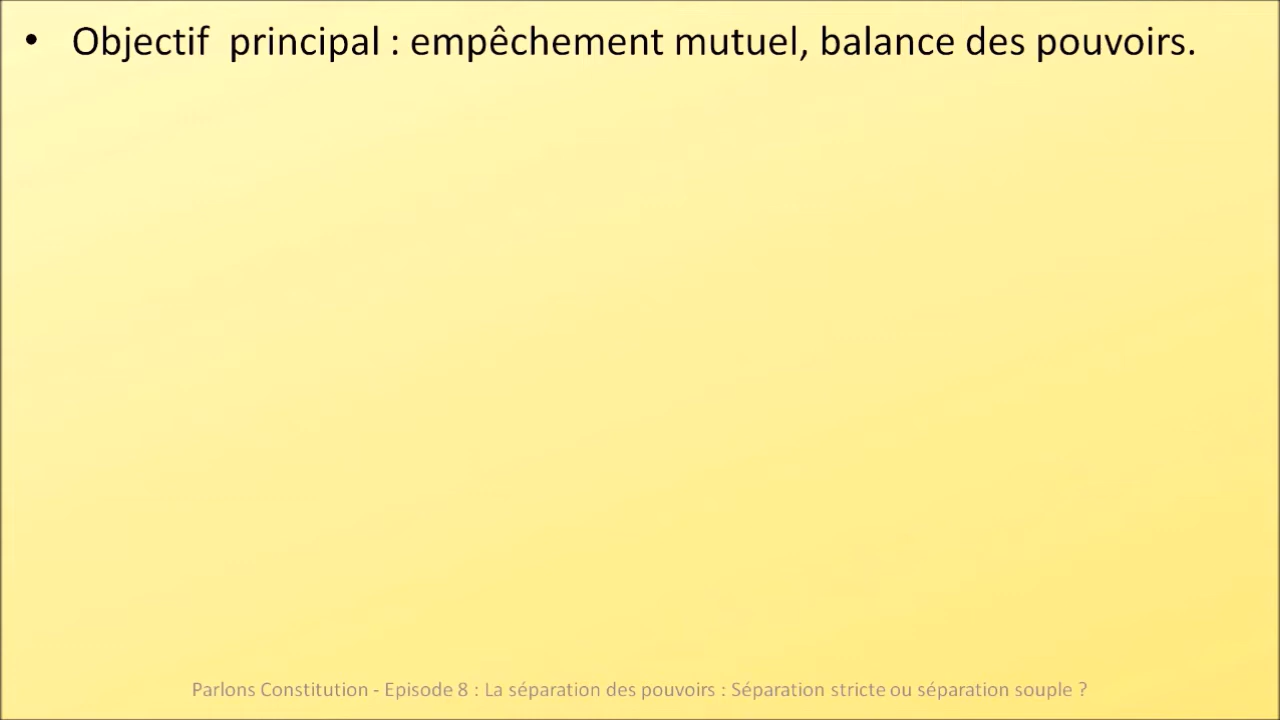 • Objectif  principal : empêchement mutuel, balance des pouvoirs.
Parlons Constitution - Episode 8 : La séparation des pouvoirs : Séparation stricte ou séparation souple ?